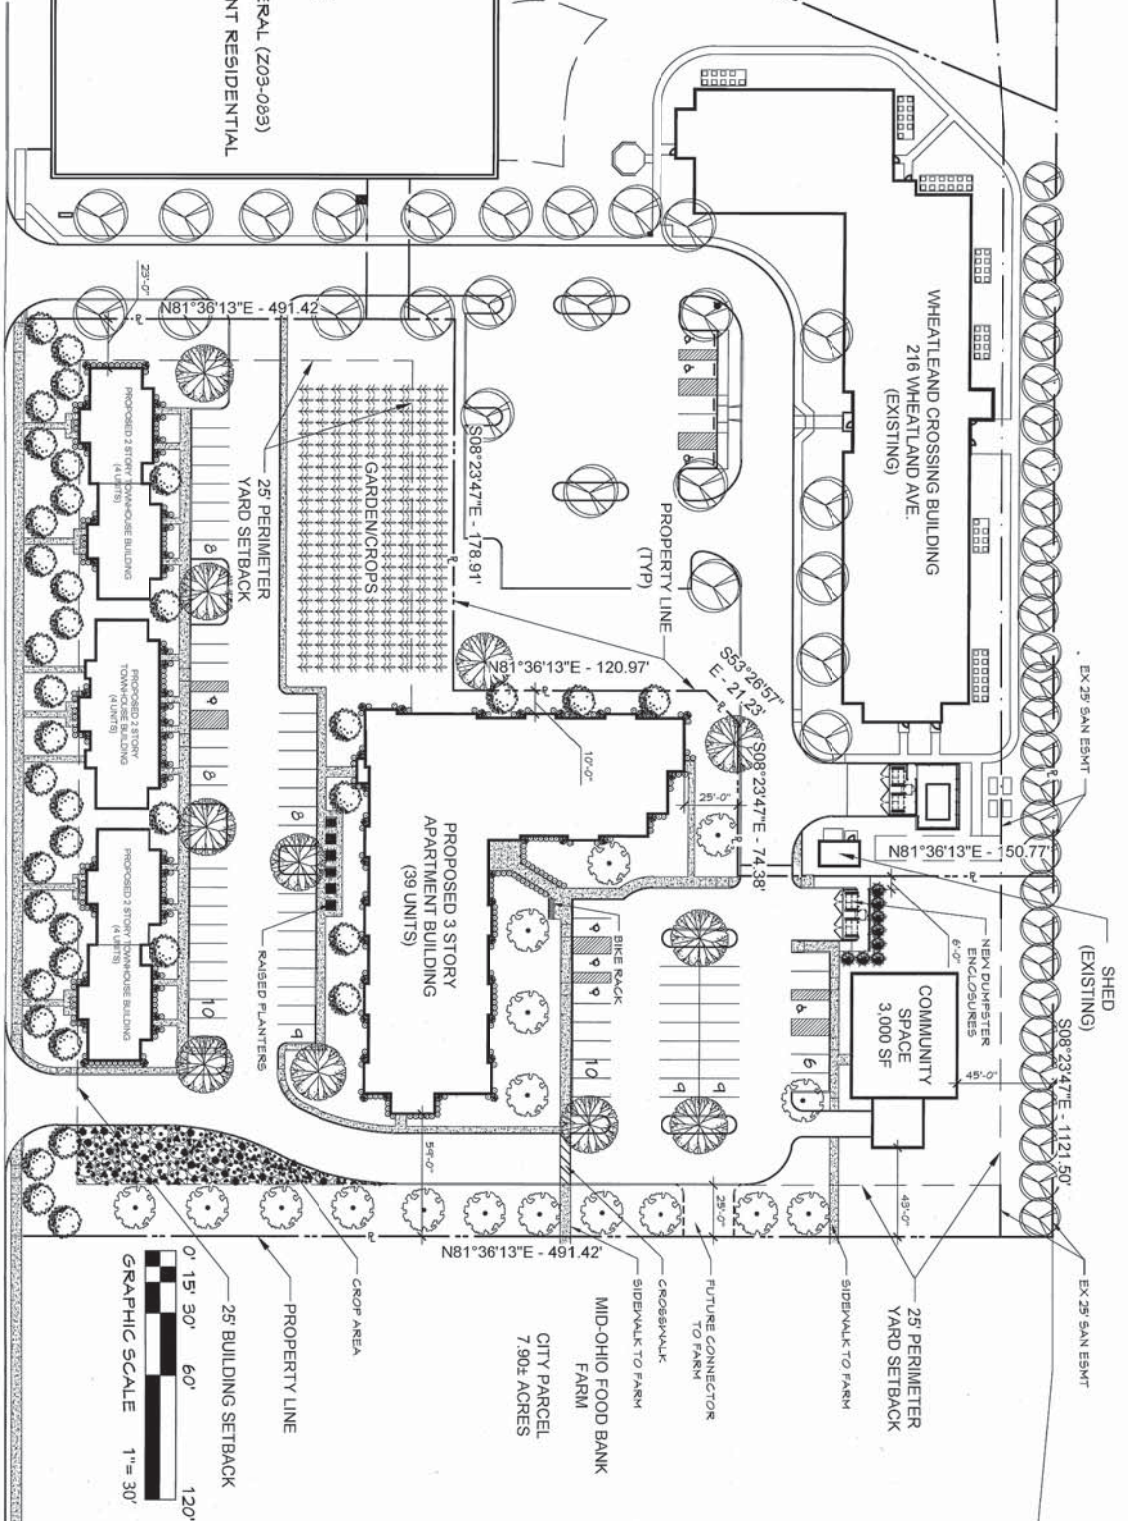 ERAL (Z03-083)
NT RESIDENTIAL
WHEATLEAND CROSSING BUILDING
216 WHEATLAND AVE.
(EXISTING)
EX 25' SAN ESMT
SHED
(EXISTING)
S08°23'47"E - 1121.50'
EX 25' SAN ESMT
N81°36'13"E - 150.77'
6'-0"
NEW DUMPSTER
ENCLOSURES
COMMUNITY
SPACE
3,000 SF
45'-0"
6
48'-0"
SIDEWALK TO FARM
25' PERIMETER
YARD SETBACK
PROPERTY LINE
(TYP)
S53°26'57"
E - 21.23'
S08°23'47"E - 74.38'
25'-0"
N81°36'13"E - 120.97'
10'-0"
BIKE RACK
10
9
9
25'-0"
FUTURE CONNECTOR
TO FARM
CROSSWALK
SIDEWALK TO FARM
MID-OHIO FOOD BANK
FARM
CITY PARCEL
7.90± ACRES
S08°23'47"E - 178.91'
GARDEN/CROPS
25' PERIMETER
YARD SETBACK
PROPOSED 3 STORY
APARTMENT BUILDING
(39 UNITS)
59'-0"
N81°36'13"E - 491.42'
8
RAISED PLANTERS
9
CROP AREA
PROPERTY LINE
N81°36'13"E - 491.42
23'-0"
8
8
10
PROPOSED 2 STORY TOWNHOUSE BUILDING
(4 UNITS)
PROPOSED 2 STORY
TOWNHOUSE BUILDING
(4 UNITS)
PROPOSED 2 STORY TOWNHOUSE BUILDING
(4 UNITS)
25' BUILDING SETBACK
0' 15' 30' 60' 120'
GRAPHIC SCALE 1"= 30'